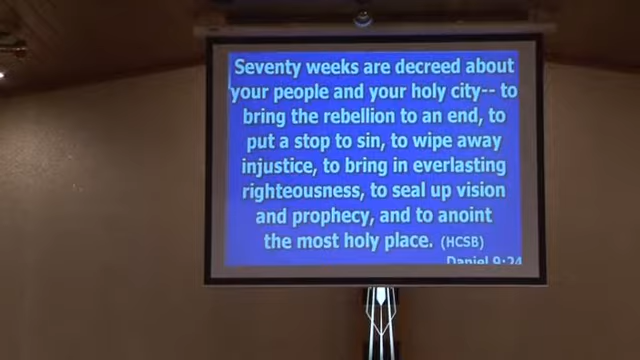 Seventy weeks are decreed about
your people and your holy city-- to
bring the rebellion to an end, to
put a stop to sin, to wipe away
injustice, to bring in everlasting
righteousness, to seal up vision
and prophecy, and to anoint
the most holy place. (HCSB)
Daniel 9:24